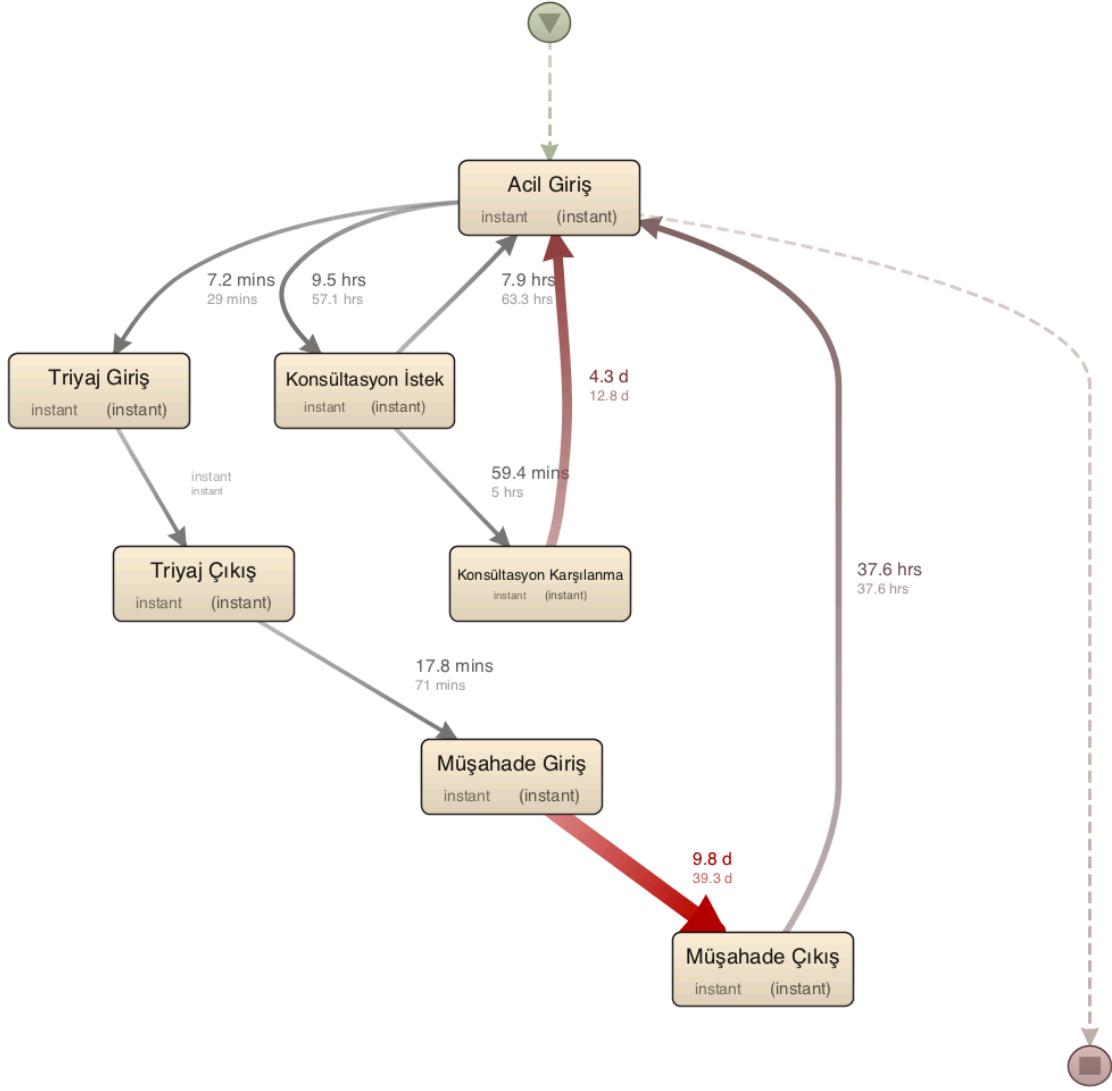 Acil Giriş
instant (instant)
7.2 mins
29 mins
9.5 hrs
57.1 hrs
7.9 hrs
63.3 hrs
Triyaj Giriş
instant (instant)
Konsültasyon İstek
instant (instant)
4.3 d
12.8 d
instant
instant
59.4 mins
5 hrs
Triyaj Çıkış
instant (instant)
Konsültasyon Karşılanma
instant (instant)
37.6 hrs
37.6 hrs
17.8 mins
71 mins
Müşahade Giriş
instant (instant)
9.8 d
39.3 d
Müşahade Çıkış
instant (instant)